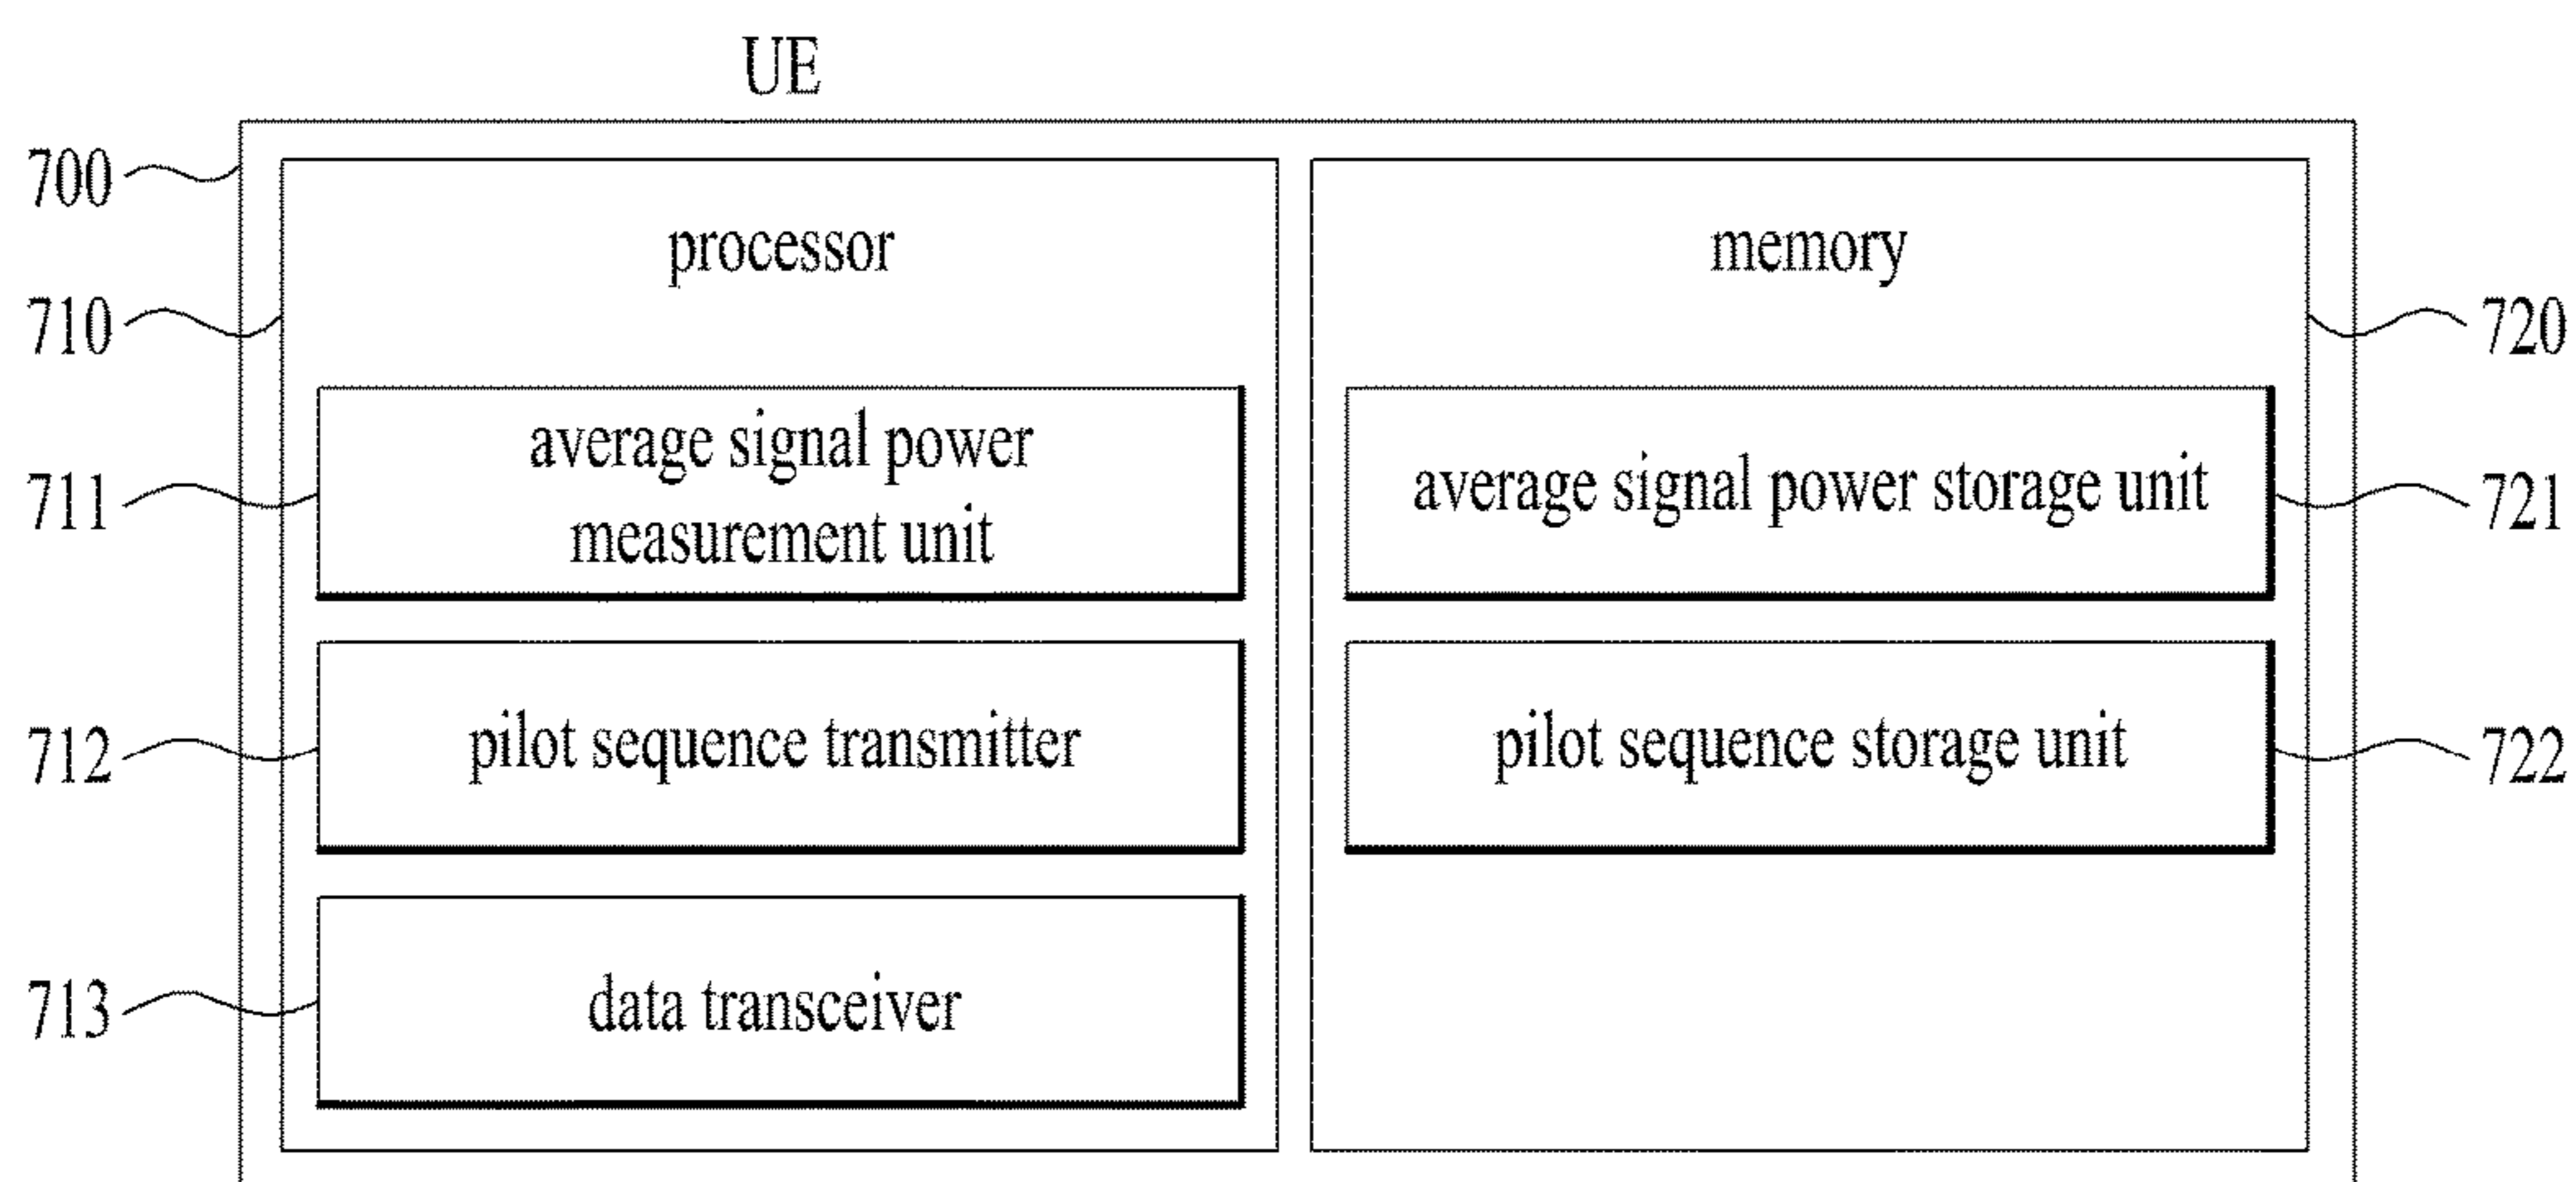 UE
700
processor
memory
710
720
average signal power
measurement unit
711
average signal power storage unit
721
712
pilot sequence transmitter
pilot sequence storage unit
722
713
data transceiver